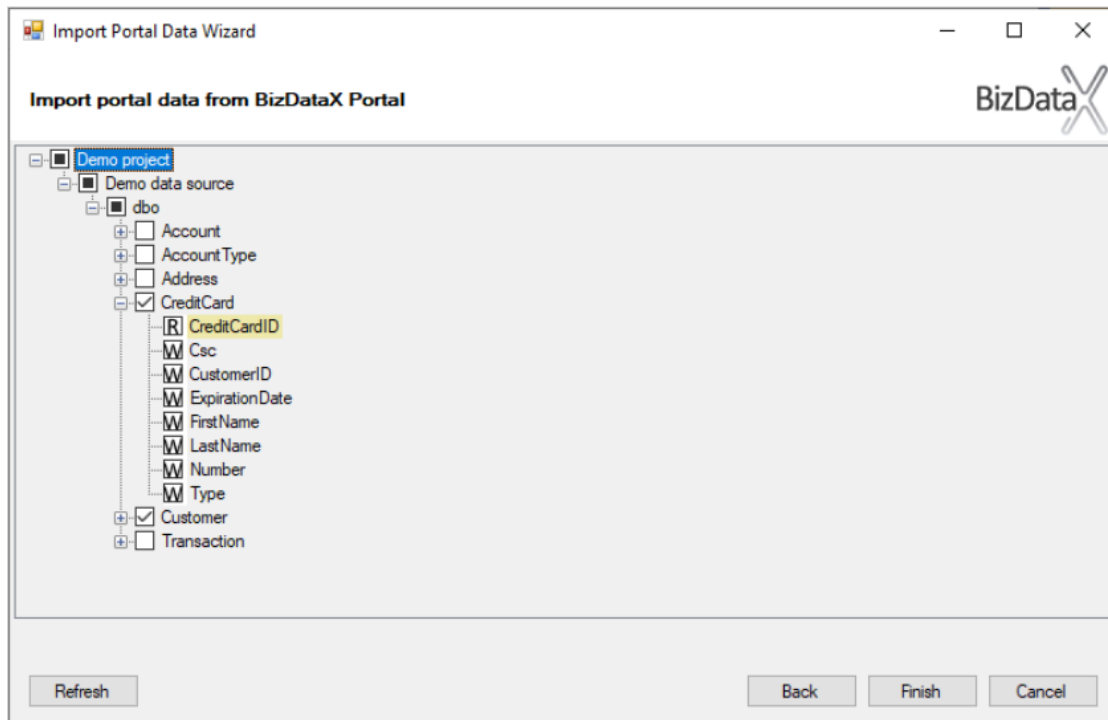 Import Portal Data Wizard
Import portal data from BizDataX Portal
BizDataX
Demo project
Demo data source
dbo
Account
AccountType
Address
CreditCard
R CreditCardID
W Csc
W CustomerID
W ExpirationDate
W FirstName
W LastName
W Number
W Type
Customer
Transaction
Refresh Back Finish Cancel